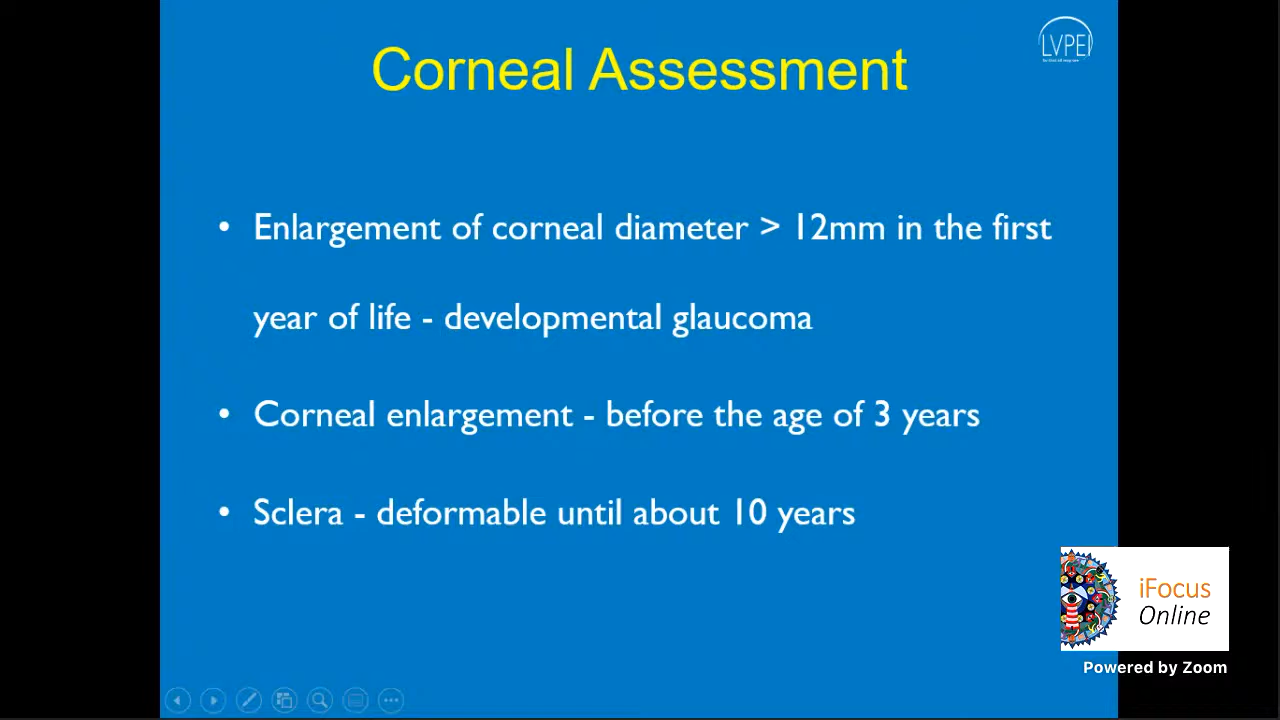 Corneal Assessment
LVPEI
• Enlargement of corneal diameter > 12mm in the first
year of life - developmental glaucoma
• Corneal enlargement - before the age of 3 years
• Sclera - deformable until about 10 years
iFocus
Online
Powered by Zoom